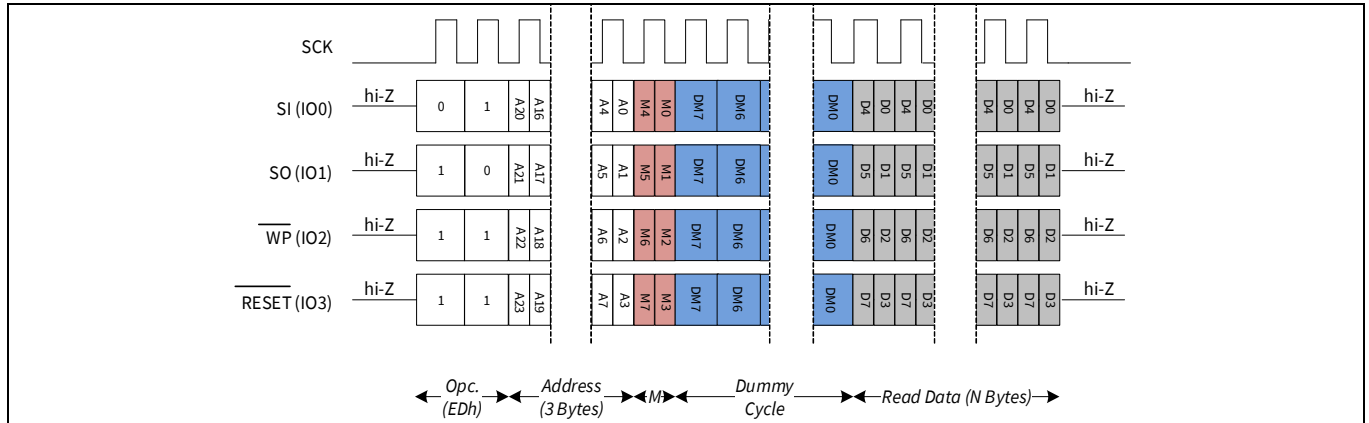 SCK
SI (IO0) hi-Z 0 1 A20 A16 A4 A0 M4 M0 DM7 DM6 DM0 D4 D0 D4 D0 D4 D0 D4 D0 hi-Z
SO (IO1) hi-Z 1 0 A21 A17 A5 A1 M5 M1 DM7 DM6 DM0 D5 D1 D5 D1 D5 D1 D5 D1 hi-Z
WP (IO2) hi-Z 1 1 A22 A18 A6 A2 M6 M2 DM7 DM6 DM0 D6 D2 D6 D2 D6 D2 D6 D2 hi-Z
RESET (IO3) hi-Z 1 1 A23 A19 A7 A3 M7 M3 DM7 DM6 DM0 D7 D3 D7 D3 D7 D3 D7 D3 hi-Z
Opc. Address M Dummy Read Data (N Bytes)
(EDh) (3 Bytes) Cycle